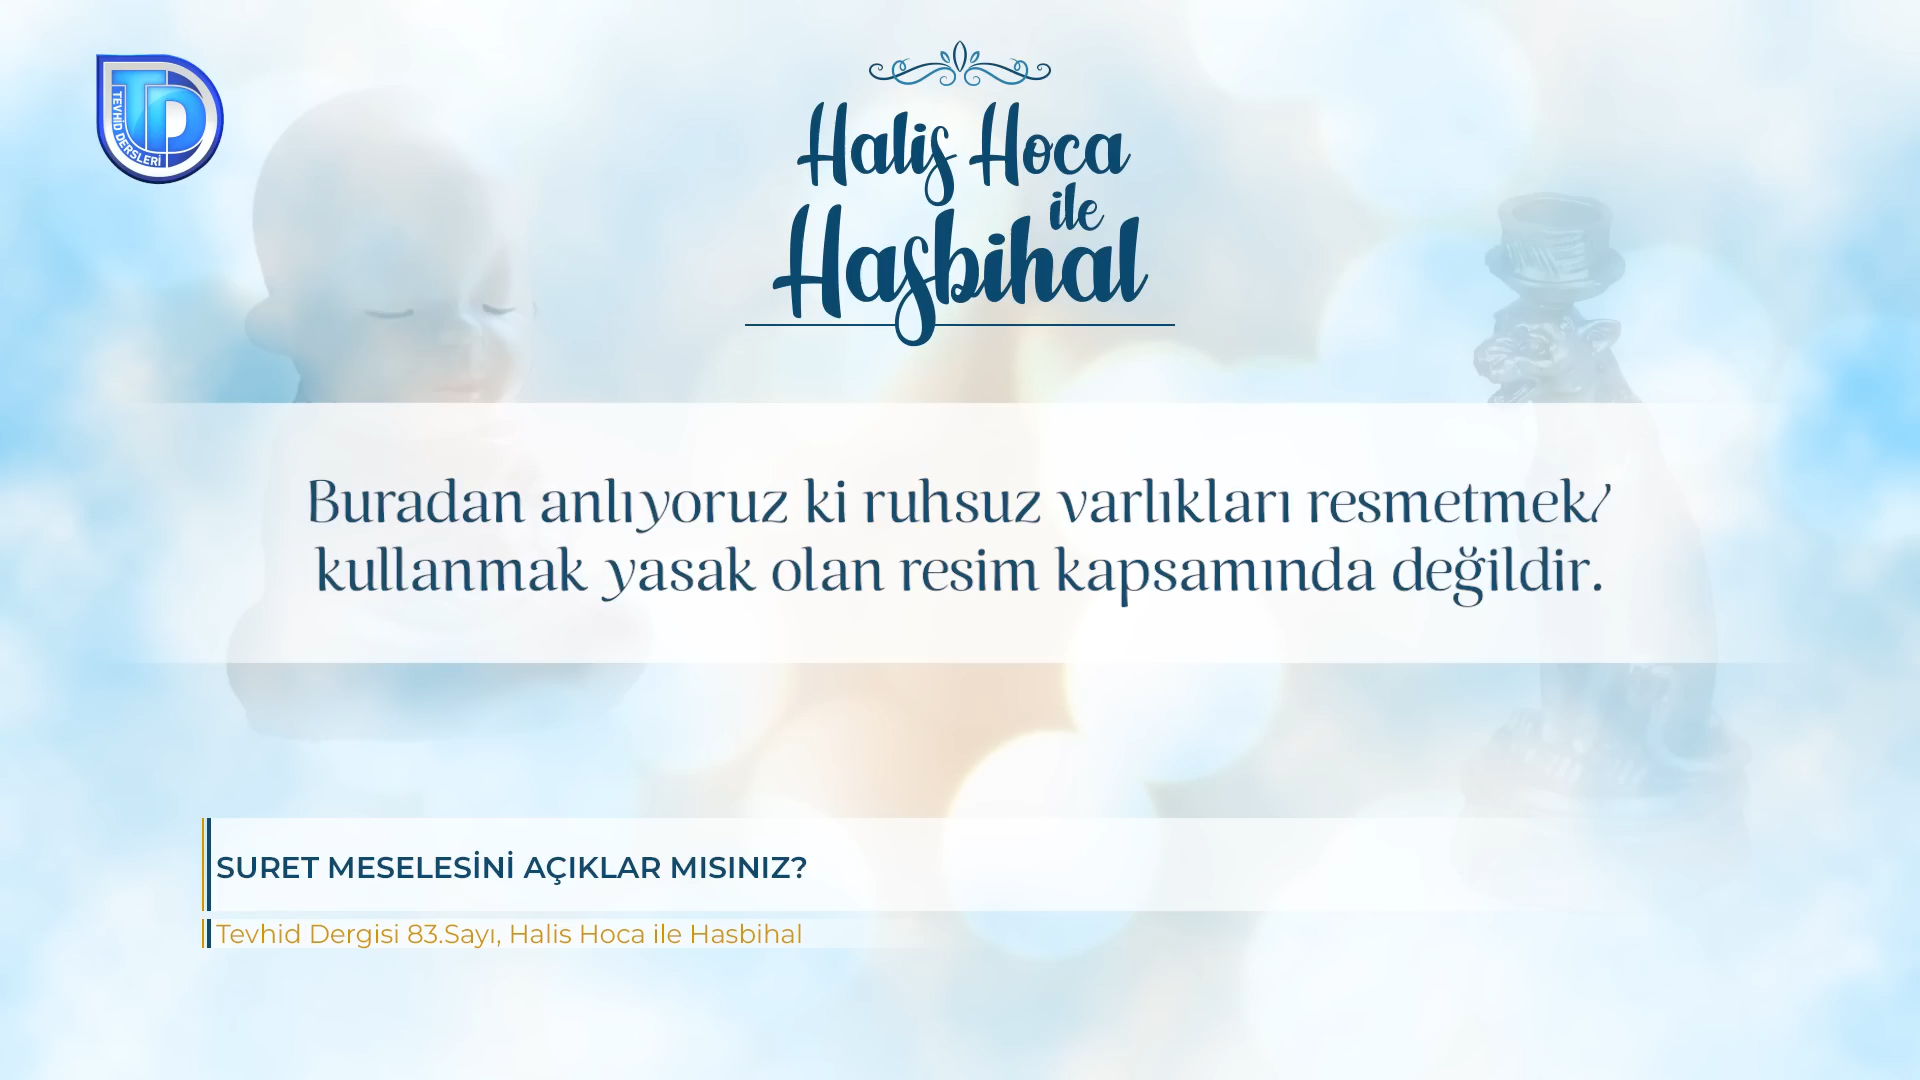 TD
TEVHİD DERSLERİ
Halis Hoca
ile
Hasbihal
Buradan anlıyoruz ki ruhsuz varlıkları resmetmek/
kullanmak yasak olan resim kapsamında değildir.
SURET MESELESİNİ AÇIKLAR MISINIZ?
Tevhid Dergisi 83.Sayı, Halis Hoca ile Hasbihal